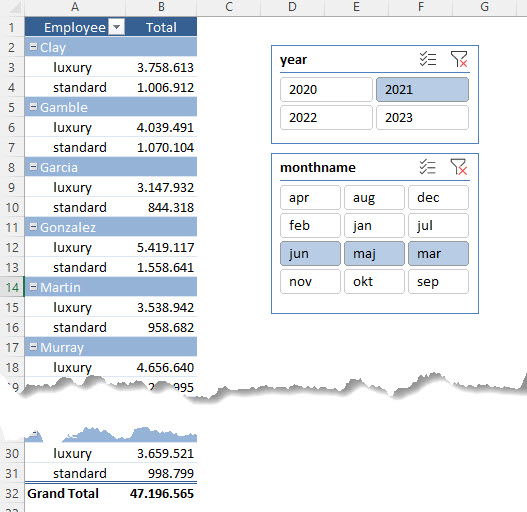 A B C D E F G
1 Employee Total
2 Clay
3 luxury 3.758.613
4 standard 1.006.912
5 Gamble
6 luxury 4.039.491
7 standard 1.070.104
8 Garcia
9 luxury 3.147.932
10 standard 844.318
11 Gonzalez
12 luxury 5.419.117
13 standard 1.558.641
14 Martin
15 luxury 3.538.942
16 standard 958.682
17 Murray
18 luxury 4.656.640
19
30 luxury 3.659.521
31 standard 998.799
32 Grand Total 47.196.565
year
2020 2021
2022 2023
monthname
apr aug dec
feb jan jul
jun maj mar
nov okt sep